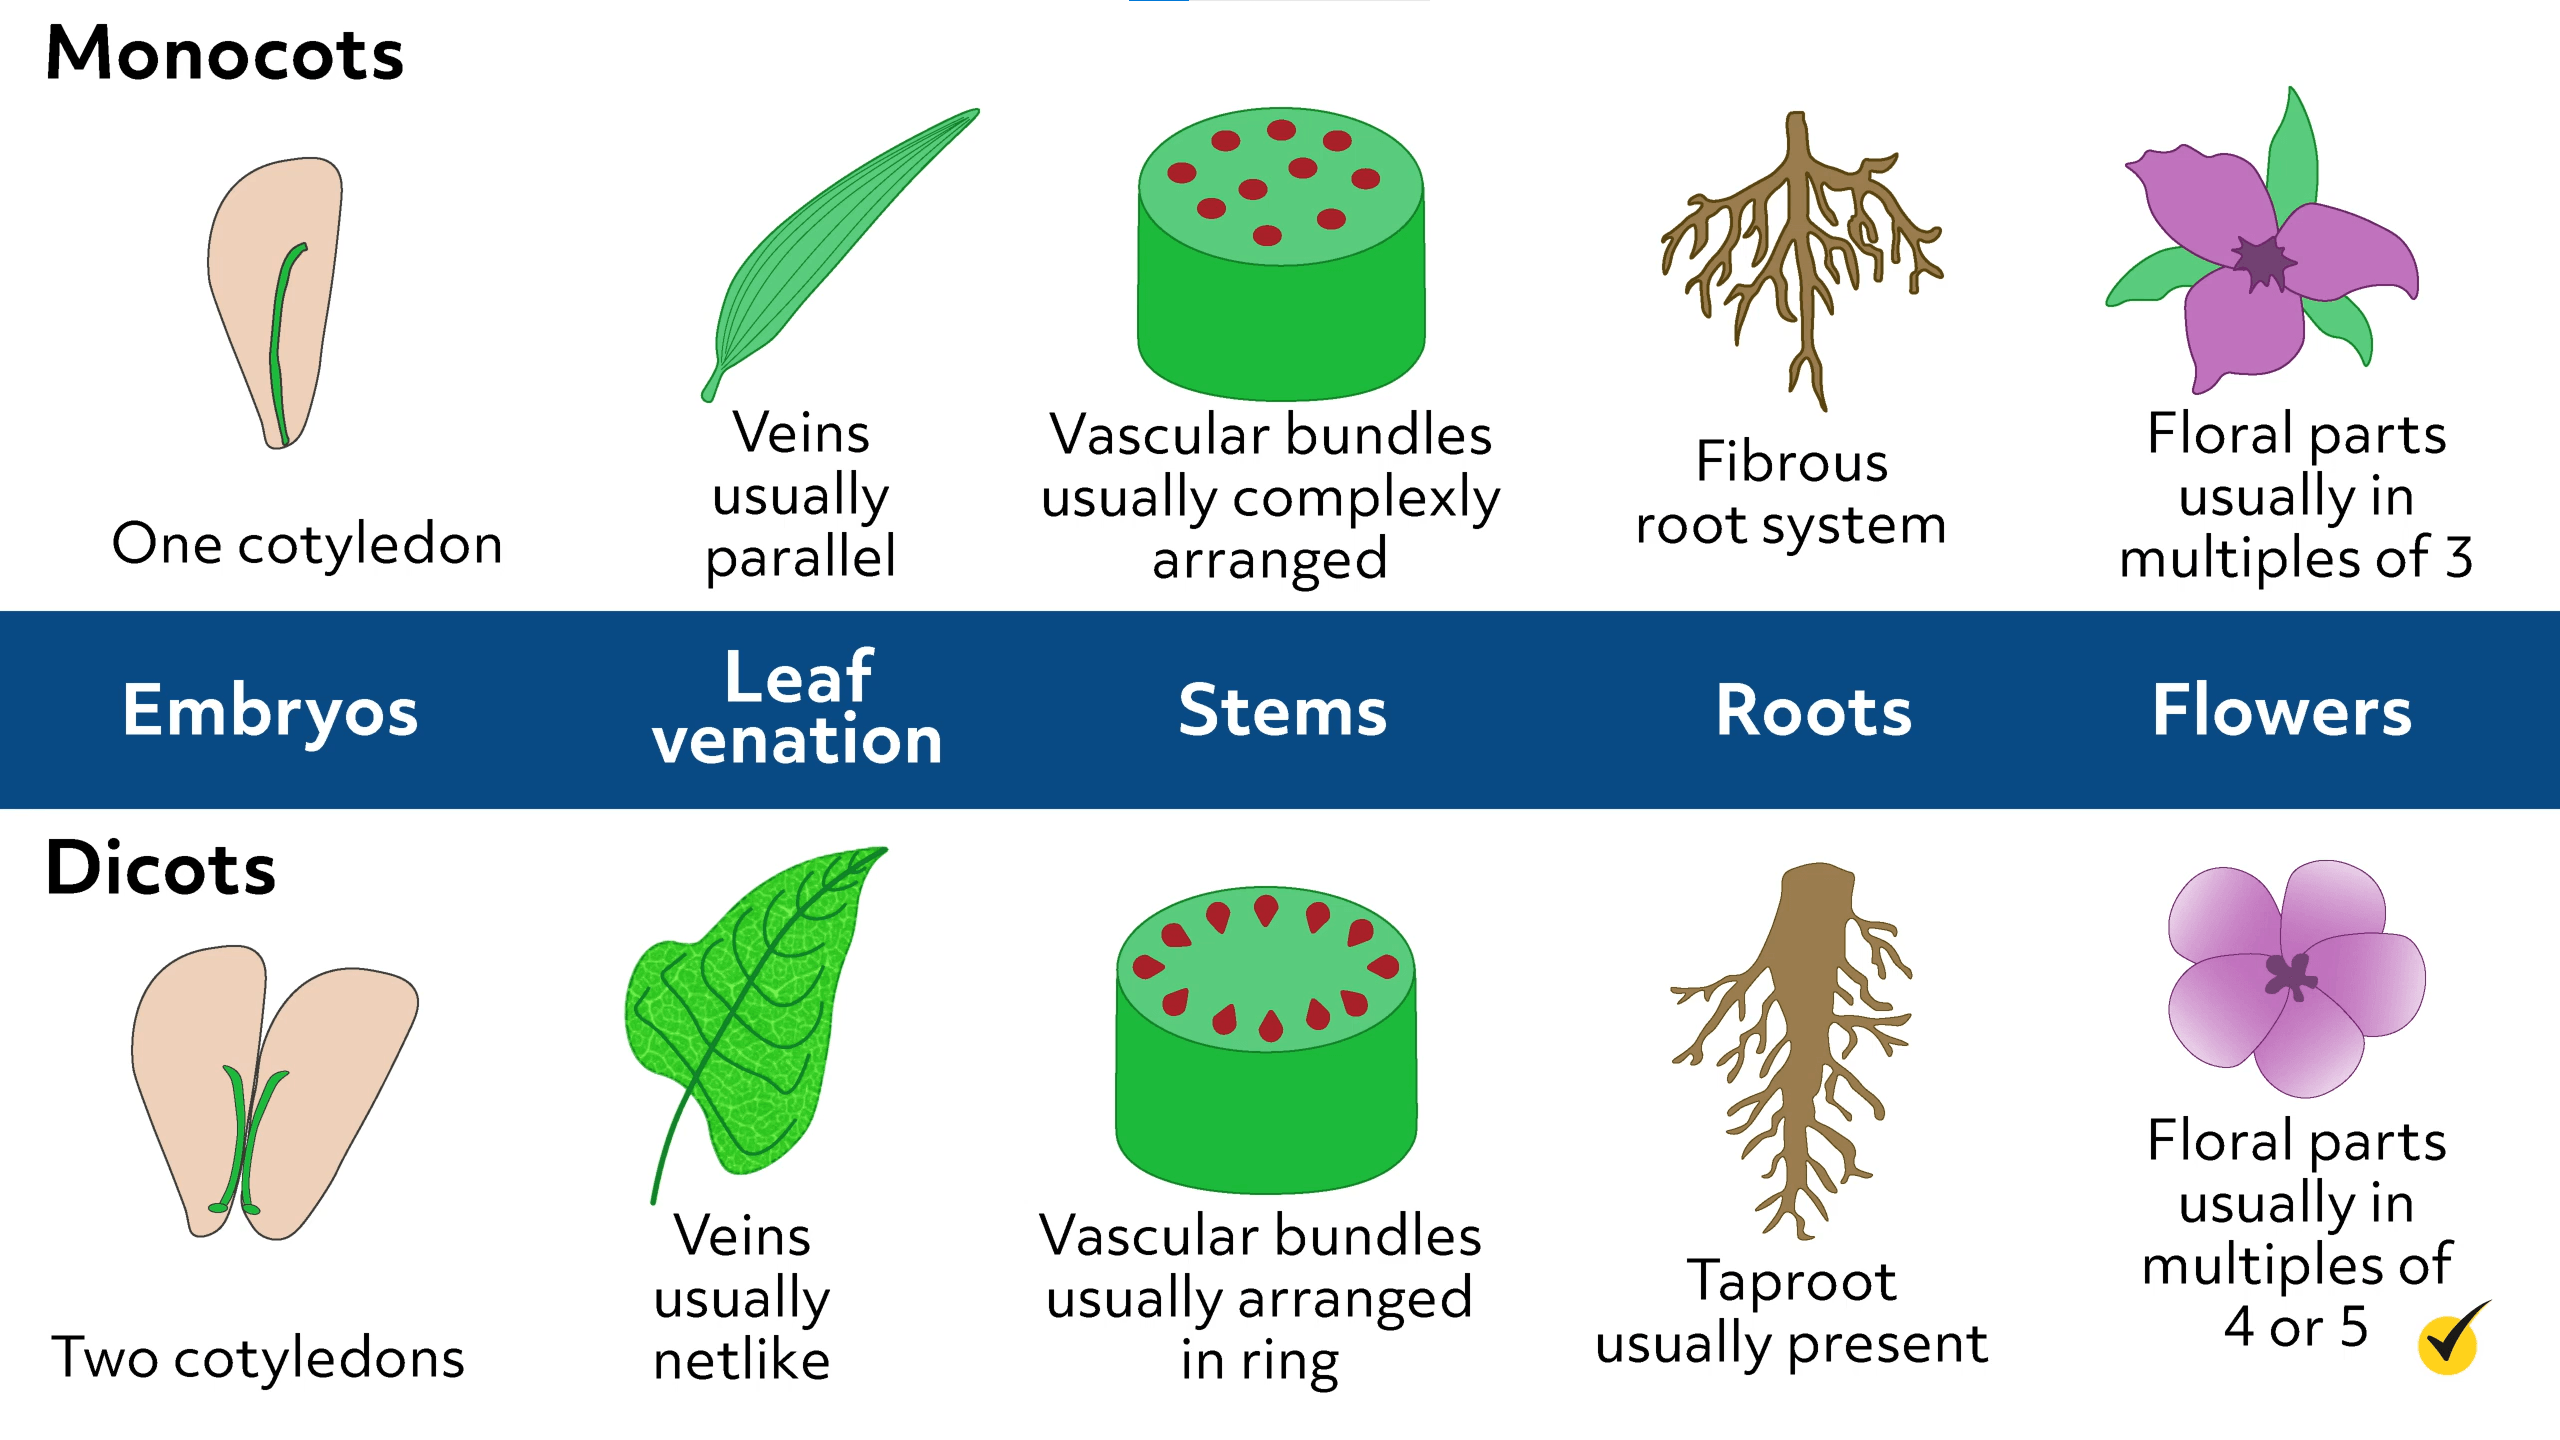 Monocots
One cotyledon
Veins
usually
parallel
Vascular bundles
usually complexly
arranged
Fibrous
root system
Floral parts
usually in
multiples of 3
Embryos
Leaf
venation
Stems
Roots
Flowers
Dicots
Two cotyledons
Veins
usually
netlike
Vascular bundles
usually arranged
in ring
Taproot
usually present
Floral parts
usually in
multiples of
4 or 5